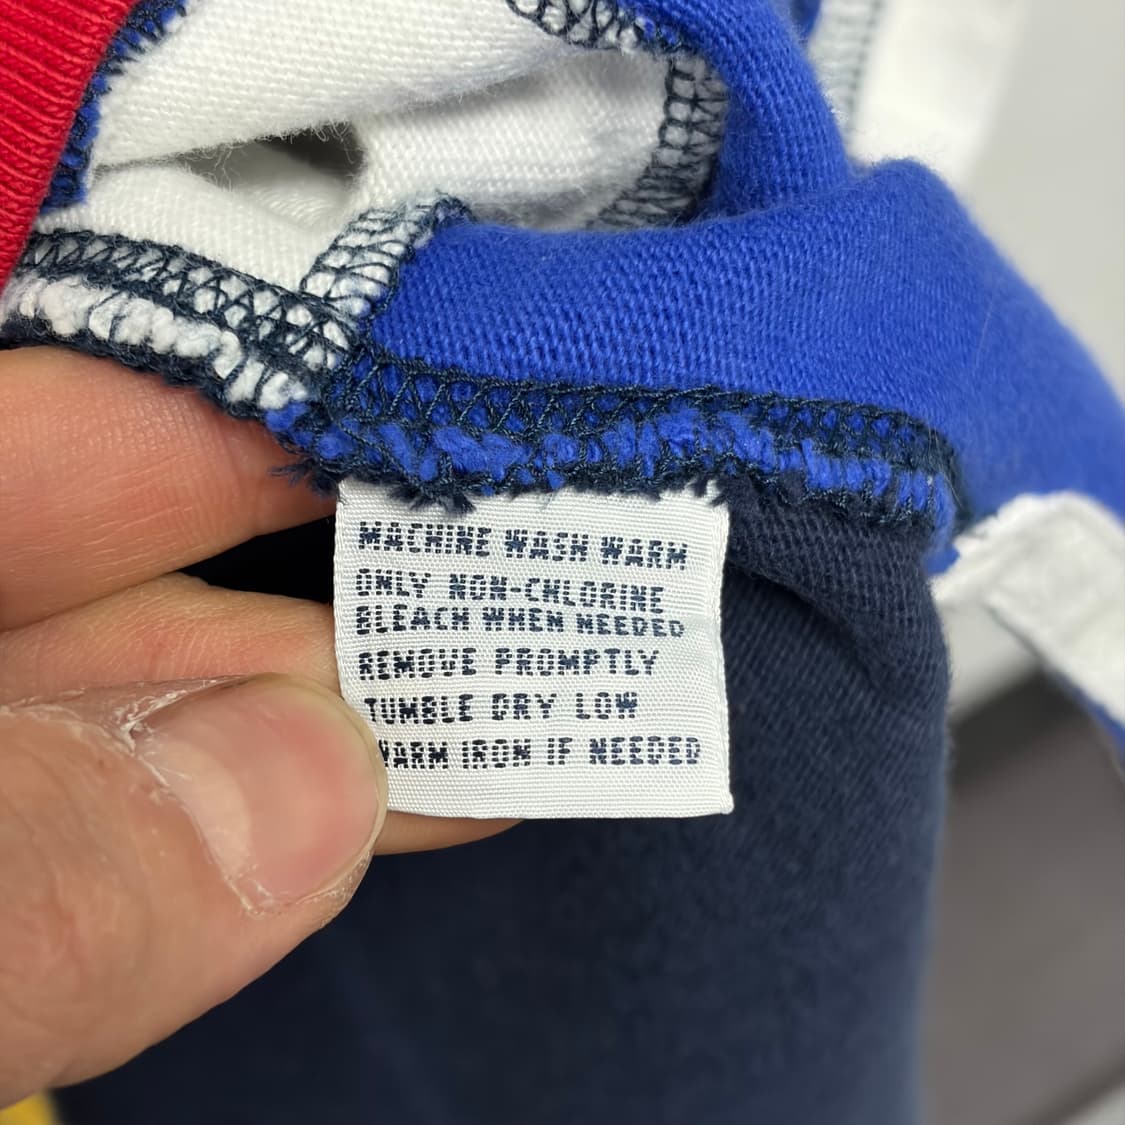 MACHINE WASH WARM
ONLY NON-CHLORINE
BLEACH WHEN NEEDED
REMOVE PROMPTLY
TUMBLE DRY LOW
WARM IRON IF NEEDED